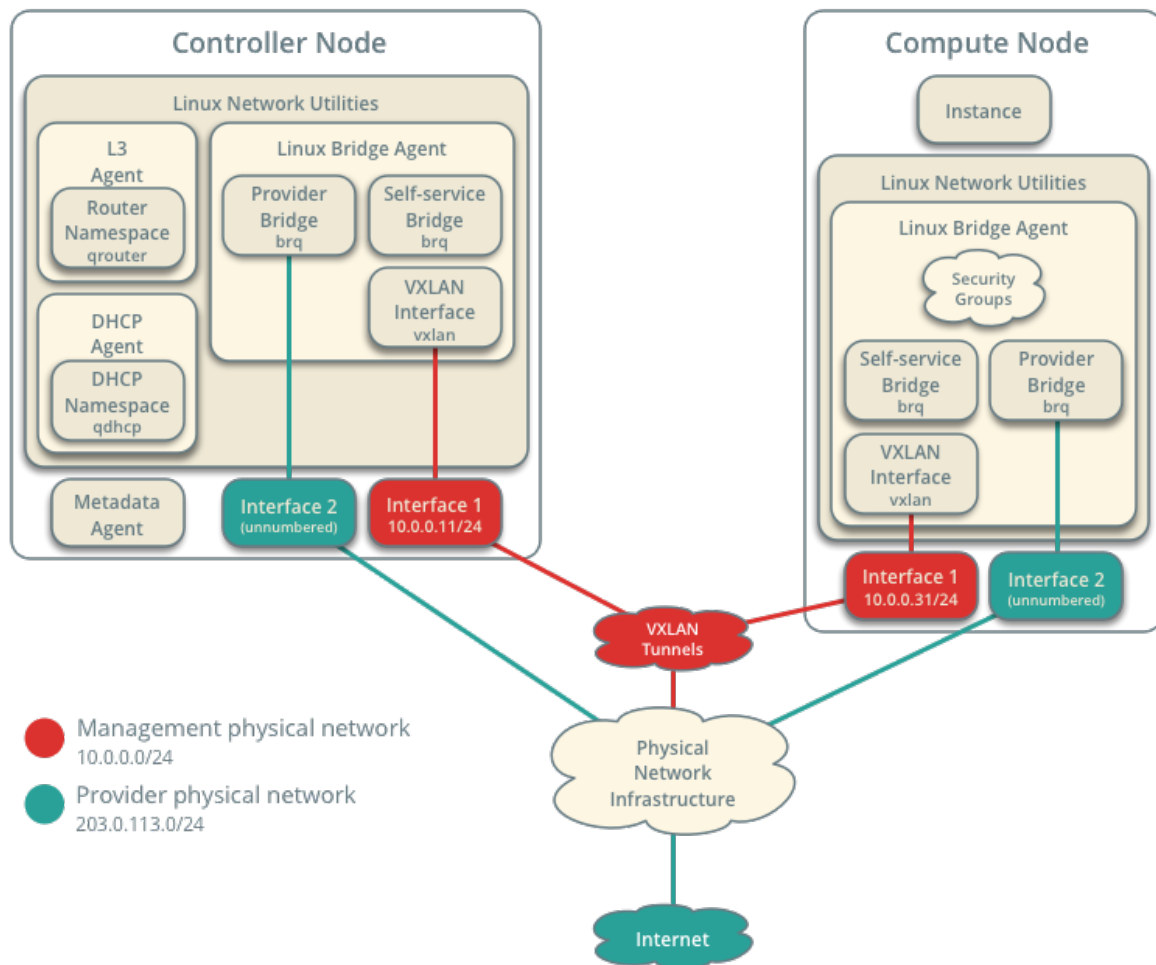 Controller Node
Linux Network Utilities
L3
Agent
Router
Namespace
qrouter
DHCP
Agent
DHCP
Namespace
qdhcp
Linux Bridge Agent
Provider
Bridge
brq
Self-service
Bridge
brq
VXLAN
Interface
vxlan
Metadata
Agent
Interface 2
(unnumbered)
Interface 1
10.0.0.11/24
Compute Node
Instance
Linux Network Utilities
Linux Bridge Agent
Security
Groups
Self-service
Bridge
brq
Provider
Bridge
brq
VXLAN
Interface
vxlan
Interface 1
10.0.0.31/24
Interface 2
(unnumbered)
VXLAN
Tunnels
Physical
Network
Infrastructure
Internet
Management physical network
10.0.0.0/24
Provider physical network
203.0.113.0/24